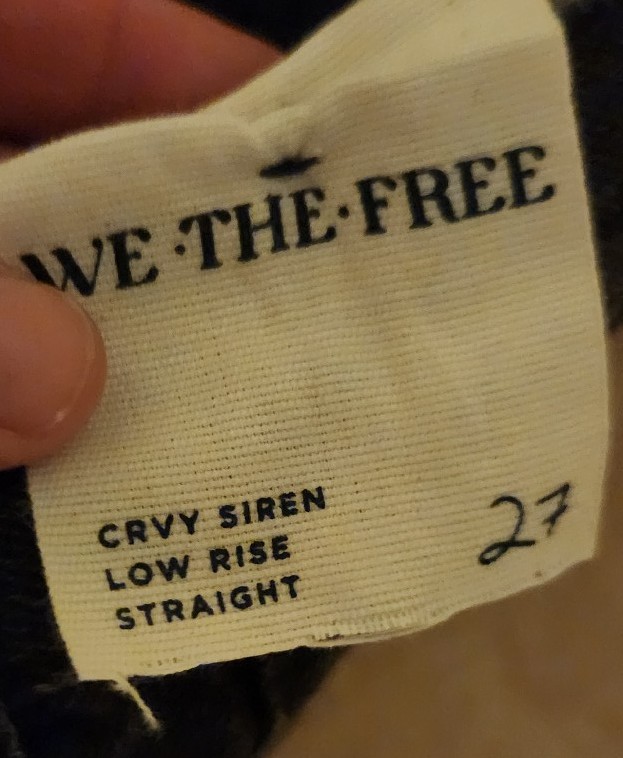 WE·THE·FREE
CRVY SIREN
LOW RISE
STRAIGHT
27